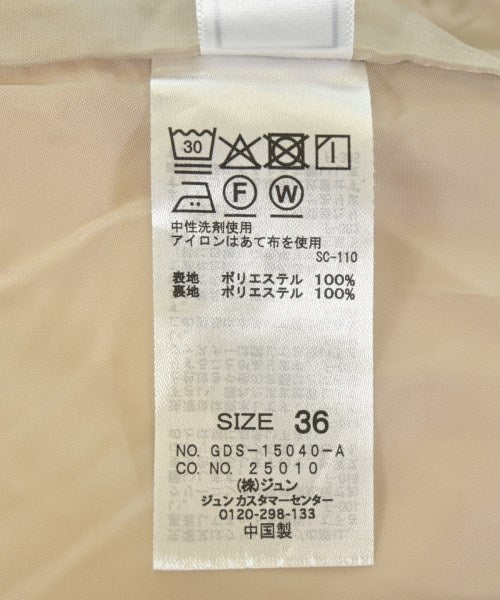 30
F W
中性洗剤使用
アイロンはあて布を使用
SC-110
表地 ポリエステル 100%
裏地 ポリエステル 100%
SIZE 36
NO. GDS-15040-A
CO. NO. 25010
(株)ジュン
ジュンカスタマーセンター
0120-298-133
中国製